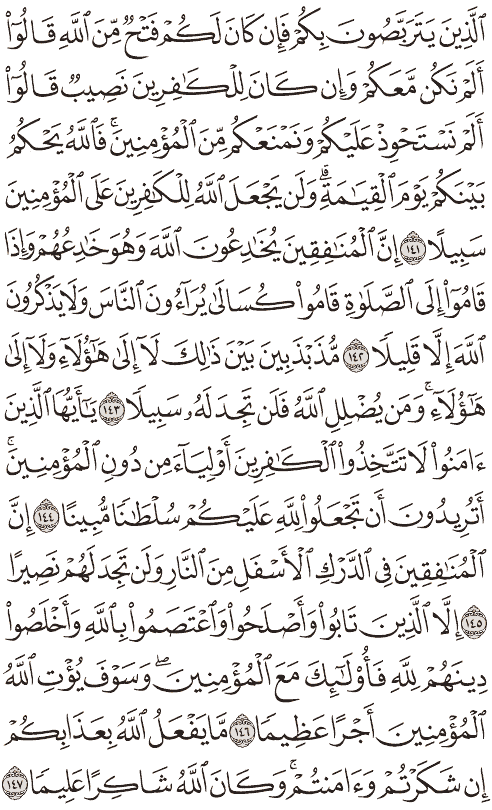 ٱلَّذِينَ يَتَرَبَّصُونَ بِكُمْ فَإِن كَانَ لَكُمْ فَتْحٌ مِّنَ ٱللَّهِ قَالُوٓا۟
أَلَمْ نَكُن مَّعَكُمْ وَإِن كَانَ لِلْكَـٰفِرِينَ نَصِيبٌ قَالُوٓا۟
أَلَمْ نَسْتَحْوِذْ عَلَيْكُمْ وَنَمْنَعْكُم مِّنَ ٱلْمُؤْمِنِينَ ۚ فَٱللَّهُ يَحْكُمُ
بَيْنَكُمْ يَوْمَ ٱلْقِيَـٰمَةِ ۗ وَلَن يَجْعَلَ ٱللَّهُ لِلْكَـٰفِرِينَ عَلَى ٱلْمُؤْمِنِينَ
سَبِيلًا ١٤١ إِنَّ ٱلْمُنَـٰفِقِينَ يُخَـٰدِعُونَ ٱللَّهَ وَهُوَ خَـٰدِعُهُمْ وَإِذَا
قَامُوٓا۟ إِلَى ٱلصَّلَوٰةِ قَامُوا۟ كُسَالَىٰ يُرَآءُونَ ٱلنَّاسَ وَلَا يَذْكُرُونَ
ٱللَّهَ إِلَّا قَلِيلًا ١٤٢ مُّذَبْذَبِينَ بَيْنَ ذَٰلِكَ لَآ إِلَىٰ هَـٰٓؤُلَآءِ وَلَآ إِلَىٰ
هَـٰٓؤُلَآءِ ۚ وَمَن يُضْلِلِ ٱللَّهُ فَلَن تَجِدَ لَهُۥ سَبِيلًا ١٤٣ يَـٰٓأَيُّهَا ٱلَّذِينَ
ءَامَنُوا۟ لَا تَتَّخِذُوا۟ ٱلْكَـٰفِرِينَ أَوْلِيَآءَ مِن دُونِ ٱلْمُؤْمِنِينَ ۚ
أَتُرِيدُونَ أَن تَجْعَلُوا۟ لِلَّهِ عَلَيْكُمْ سُلْطَـٰنًا مُّبِينًا ١٤٤ إِنَّ
ٱلْمُنَـٰفِقِينَ فِى ٱلدَّرْكِ ٱلْأَسْفَلِ مِنَ ٱلنَّارِ وَلَن تَجِدَ لَهُمْ نَصِيرًا
١٤٥ إِلَّا ٱلَّذِينَ تَابُوا۟ وَأَصْلَحُوا۟ وَٱعْتَصَمُوا۟ بِٱللَّهِ وَأَخْلَصُوا۟
دِينَهُمْ لِلَّهِ فَأُو۟لَـٰٓئِكَ مَعَ ٱلْمُؤْمِنِينَ ۖ وَسَوْفَ يُؤْتِ ٱللَّهُ
ٱلْمُؤْمِنِينَ أَجْرًا عَظِيمًا ١٤٦ مَّا يَفْعَلُ ٱللَّهُ بِعَذَابِكُمْ
إِن شَكَرْتُمْ وَءَامَنتُمْ ۚ وَكَانَ ٱللَّهُ شَاكِرًا عَلِيمًا ١٤٧